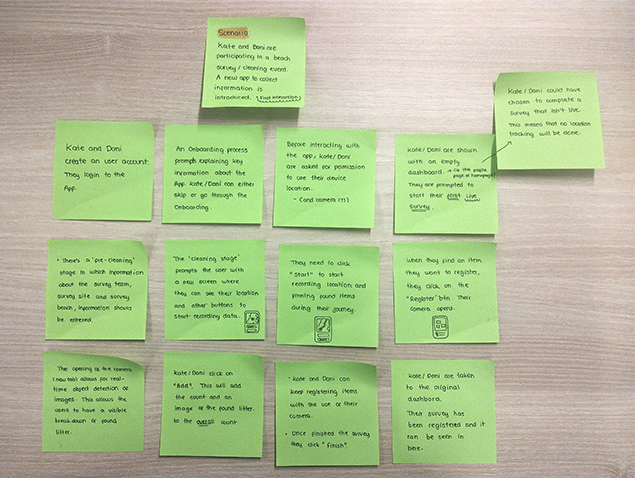 Scenario
Kate and Dani are
participating in a beach
survey / cleaning event.
A new app to collect
information is
introduced. * First interaction
Kate / Dani could have
chosen to complete a
survey that isn't live.
This means that no location
tracking will be done.
Kate and Dani
create an user account.
They login to the
App.
An Onboarding process
prompts explaining key
information about the
App. Kate / Dani can either
skip or go through the
Onboarding.
Before interacting with
the app, Kate / Dani
are asked for permission
to use their device
location.
- (and camera (?))
Kate / Dani are shown
with an empty
dashboard. → Or
page or homepage?
They are prompted to
start their first live
survey.
• There's a 'pre-cleaning'
stage in which information
about the survey team,
survey site and survey
beach, information should
be entered.
The 'cleaning stage'
prompts the user with
a new screen where
they can see their location
and other buttons to
start recording data.
They need to click
"Start" to start
recording location and
pinning found items
during their journey.
When they find an item
they want to register,
they click on the
"Register" btn. Their
camera opens.
The opening of the camera
(new tab) allows for real-
time object detection of
images. This allows the
users to have a visible
breakdown of found
litter.
Kate / Dani click on
"Add". This will add
the count and an
image of the found litter.
to the overall count
• Kate and Dani can
keep registering items
with the use of their
camera.
• Once finished the survey
they click "Finish".
Kate / Dani are taken
to the original
dashboard.
Their survey has
been registered and it
can be seen in
here.